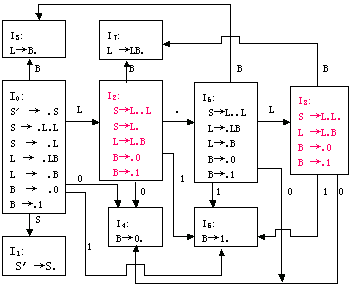 I₅:
L→B.
I₇:
L →LB.
B
B
B
B
I₀:
S′ → .S
S → .L.L
S → .L
L → .LB
L → .B
B → .0
B →.1
L
I₂:
S→L..L
S→L.
L→L.B
B→.0
B→.1
.
I₆:
S→L..L
L→.LB
L→.B
B→.0
B→.1
L
I₃:
S →L.L.
L →L.B
B→.0
B→.1
0
0
1
1
0
1
0
S
1
I₄:
B→0.
I₈:
B→1.
I₁:
S′ →S.